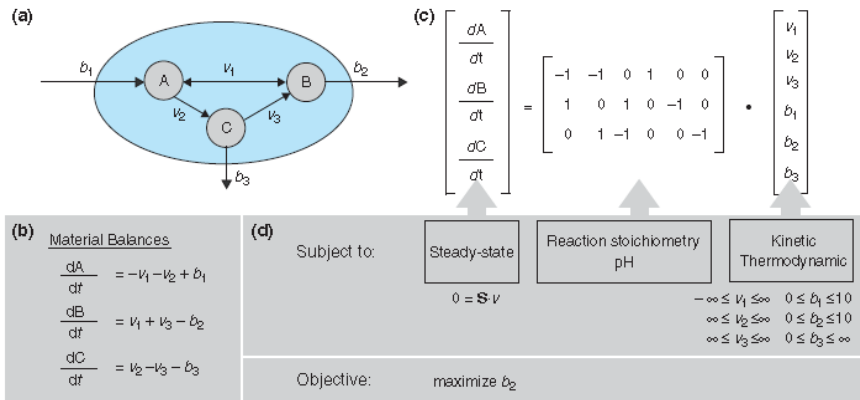 (a)
b₁ A v₁ B b₂
v₂ v₃
C
b₃
(c)
dA/dt
dB/dt
dC/dt
=
−1 −1 0 1 0 0
1 0 1 0 −1 0
0 1 −1 0 0 −1
•
v₁
v₂
v₃
b₁
b₂
b₃
(b)
Material Balances
dA/dt = −v₁ − v₂ + b₁
dB/dt = v₁ + v₃ − b₂
dC/dt = v₂ − v₃ − b₃
(d)
Subject to:
Steady-state
0 = S·v
Reaction stoichiometry
pH
Kinetic
Thermodynamic
−∞ ≤ v₁ ≤ ∞ 0 ≤ b₁ ≤ 10
∞ ≤ v₂ ≤ ∞ 0 ≤ b₂ ≤ 10
∞ ≤ v₃ ≤ ∞ 0 ≤ b₃ ≤ ∞
Objective: maximize b₂